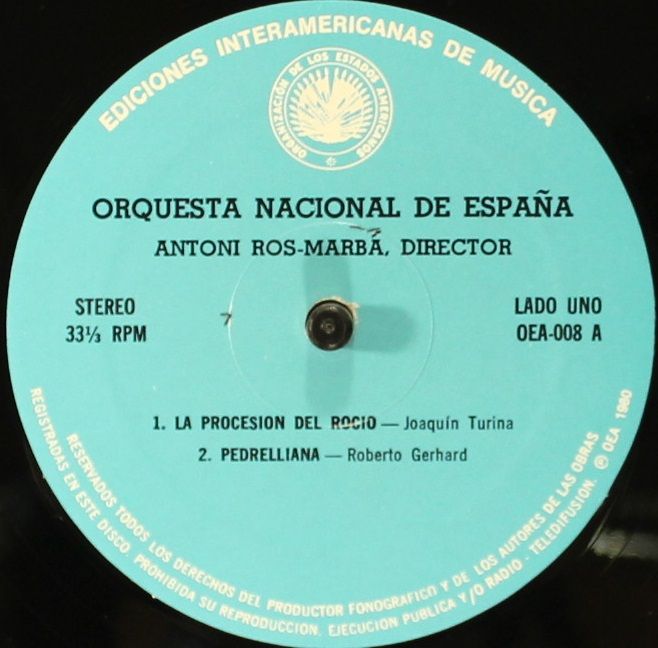 EDICIONES INTERAMERICANAS DE MUSICA
ORGANIZACIÓN DE LOS ESTADOS AMERICANOS
ORQUESTA NACIONAL DE ESPAÑA
ANTONI ROS-MARBÁ, DIRECTOR
STEREO
33⅓ RPM
LADO UNO
OEA-008 A
1. LA PROCESION DEL ROCIO — Joaquín Turina
2. PEDRELLIANA — Roberto Gerhard
RESERVADOS TODOS LOS DERECHOS DEL PRODUCTOR FONOGRAFICO Y DE LOS AUTORES DE LAS OBRAS
REGISTRADAS EN ESTE DISCO. PROHIBIDA SU REPRODUCCION, EJECUCION PUBLICA Y/O RADIO - TELEDIFUSION. ℗ OEA 1980